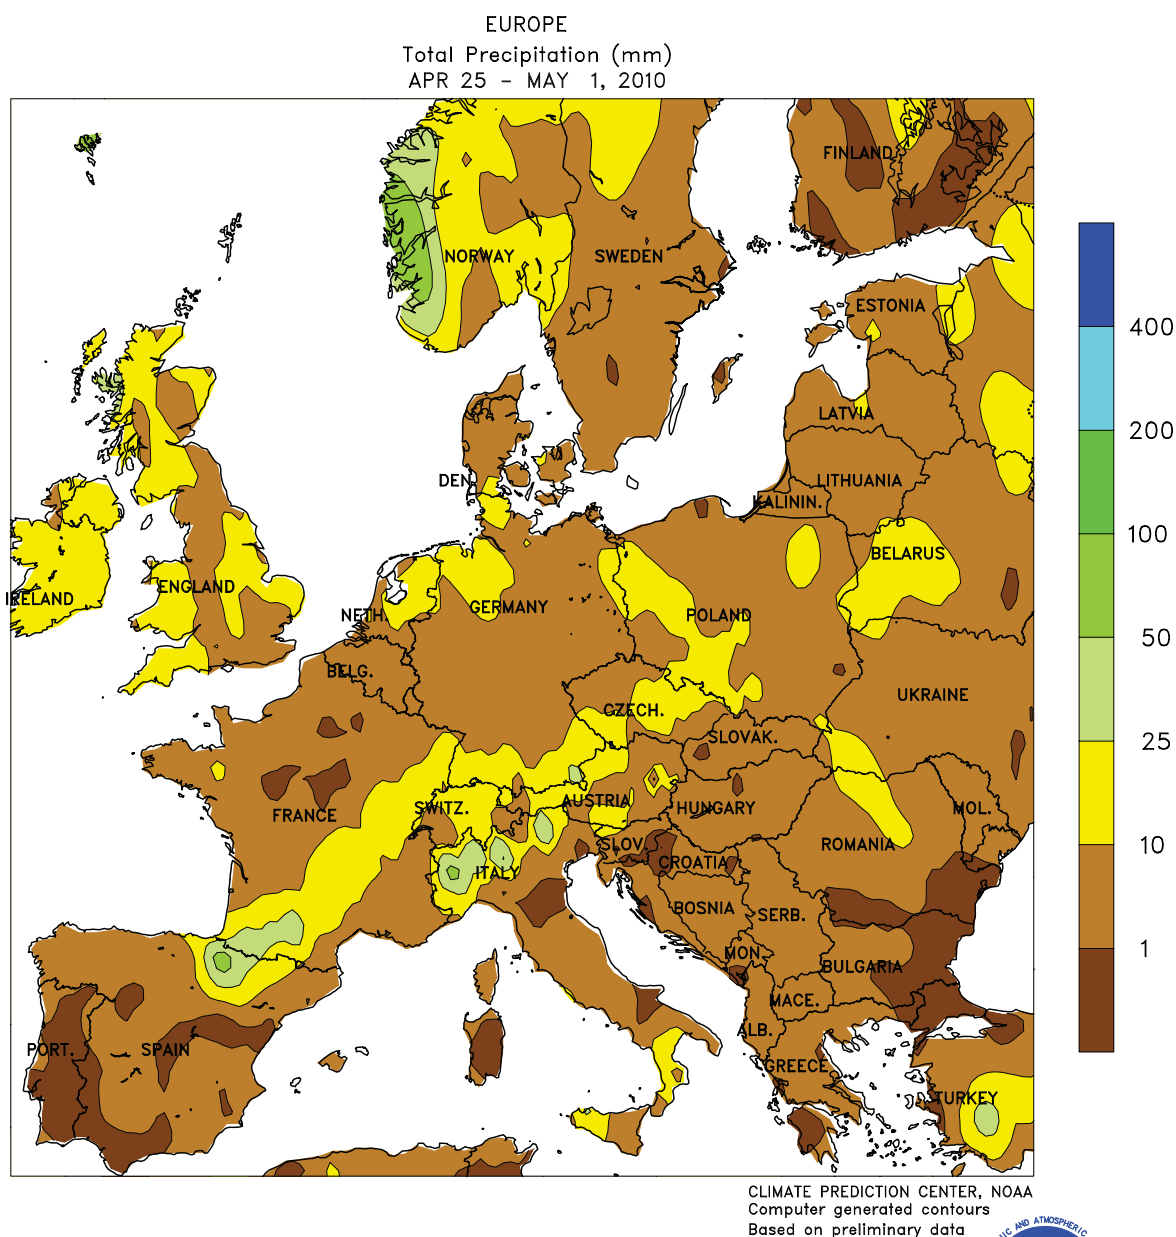 EUROPE
Total Precipitation (mm)
APR 25 - MAY 1, 2010
FINLAND
NORWAY
SWEDEN
ESTONIA
400
LATVIA
200
DEN.
LITHUANIA
KALININ.
100
BELARUS
ENGLAND
IRELAND
GERMANY
NETH.
POLAND
50
BELG.
UKRAINE
CZECH.
SLOVAK.
25
AUSTRIA
SWITZ.
HUNGARY
MOL.
FRANCE
SLOV.
ROMANIA
10
CROATIA
ITALY
BOSNIA
SERB.
MON.
1
BULGARIA
MACE.
ALB.
PORT.
SPAIN
GREECE
TURKEY
CLIMATE PREDICTION CENTER, NOAA
Computer generated contours
Based on preliminary data
AND ATMOSPHERIC